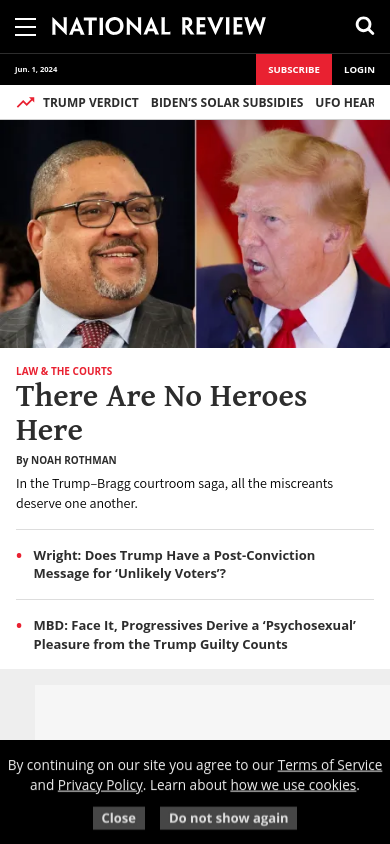 NATIONAL REVIEW
Jun. 1, 2024
SUBSCRIBE
LOGIN
TRUMP VERDICT BIDEN'S SOLAR SUBSIDIES UFO HEAR
LAW & THE COURTS
There Are No Heroes
Here
By NOAH ROTHMAN
In the Trump–Bragg courtroom saga, all the miscreants
deserve one another.
• Wright: Does Trump Have a Post-Conviction
Message for ‘Unlikely Voters’?
• MBD: Face It, Progressives Derive a ‘Psychosexual’
Pleasure from the Trump Guilty Counts
By continuing on our site you agree to our Terms of Service
and Privacy Policy. Learn about how we use cookies.
Close
Do not show again